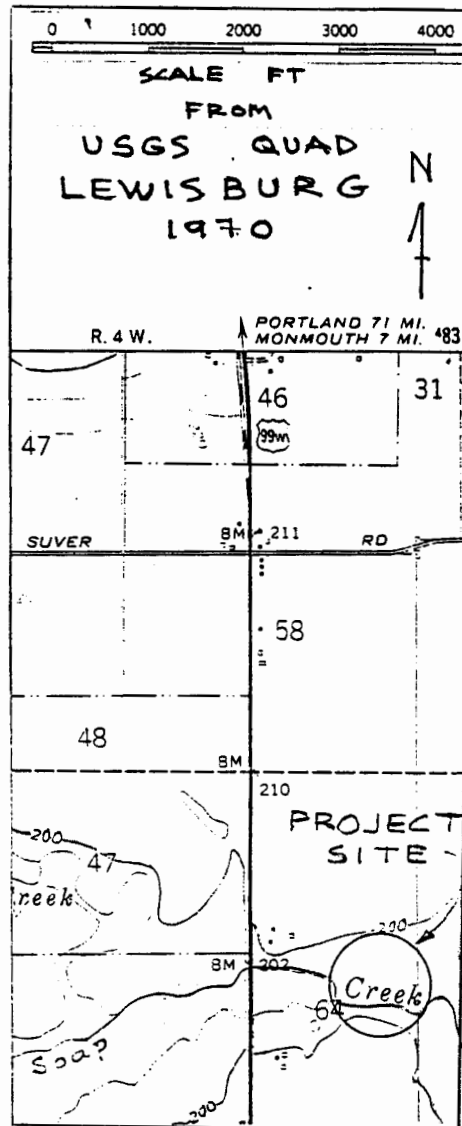 0 1000 2000 3000 4000
SCALE FT
FROM
USGS QUAD
LEWISBURG
1970
N
PORTLAND 71 MI.
R. 4 W. MONMOUTH 7 MI. 483
46 31
47 99W
BM 211
SUVER RD
58
48
BM
210
PROJECT
SITE
200
47
reek
200
BM 202
Creek
64
Soap
200